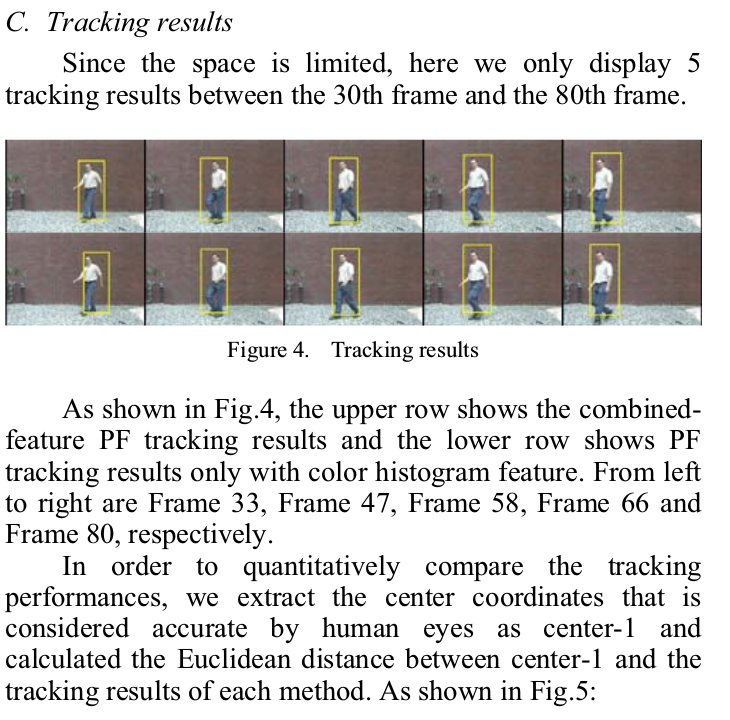 C. Tracking results
Since the space is limited, here we only display 5
tracking results between the 30th frame and the 80th frame.
Figure 4. Tracking results
As shown in Fig.4, the upper row shows the combined-
feature PF tracking results and the lower row shows PF
tracking results only with color histogram feature. From left
to right are Frame 33, Frame 47, Frame 58, Frame 66 and
Frame 80, respectively.
In order to quantitatively compare the tracking
performances, we extract the center coordinates that is
considered accurate by human eyes as center-1 and
calculated the Euclidean distance between center-1 and the
tracking results of each method. As shown in Fig.5: